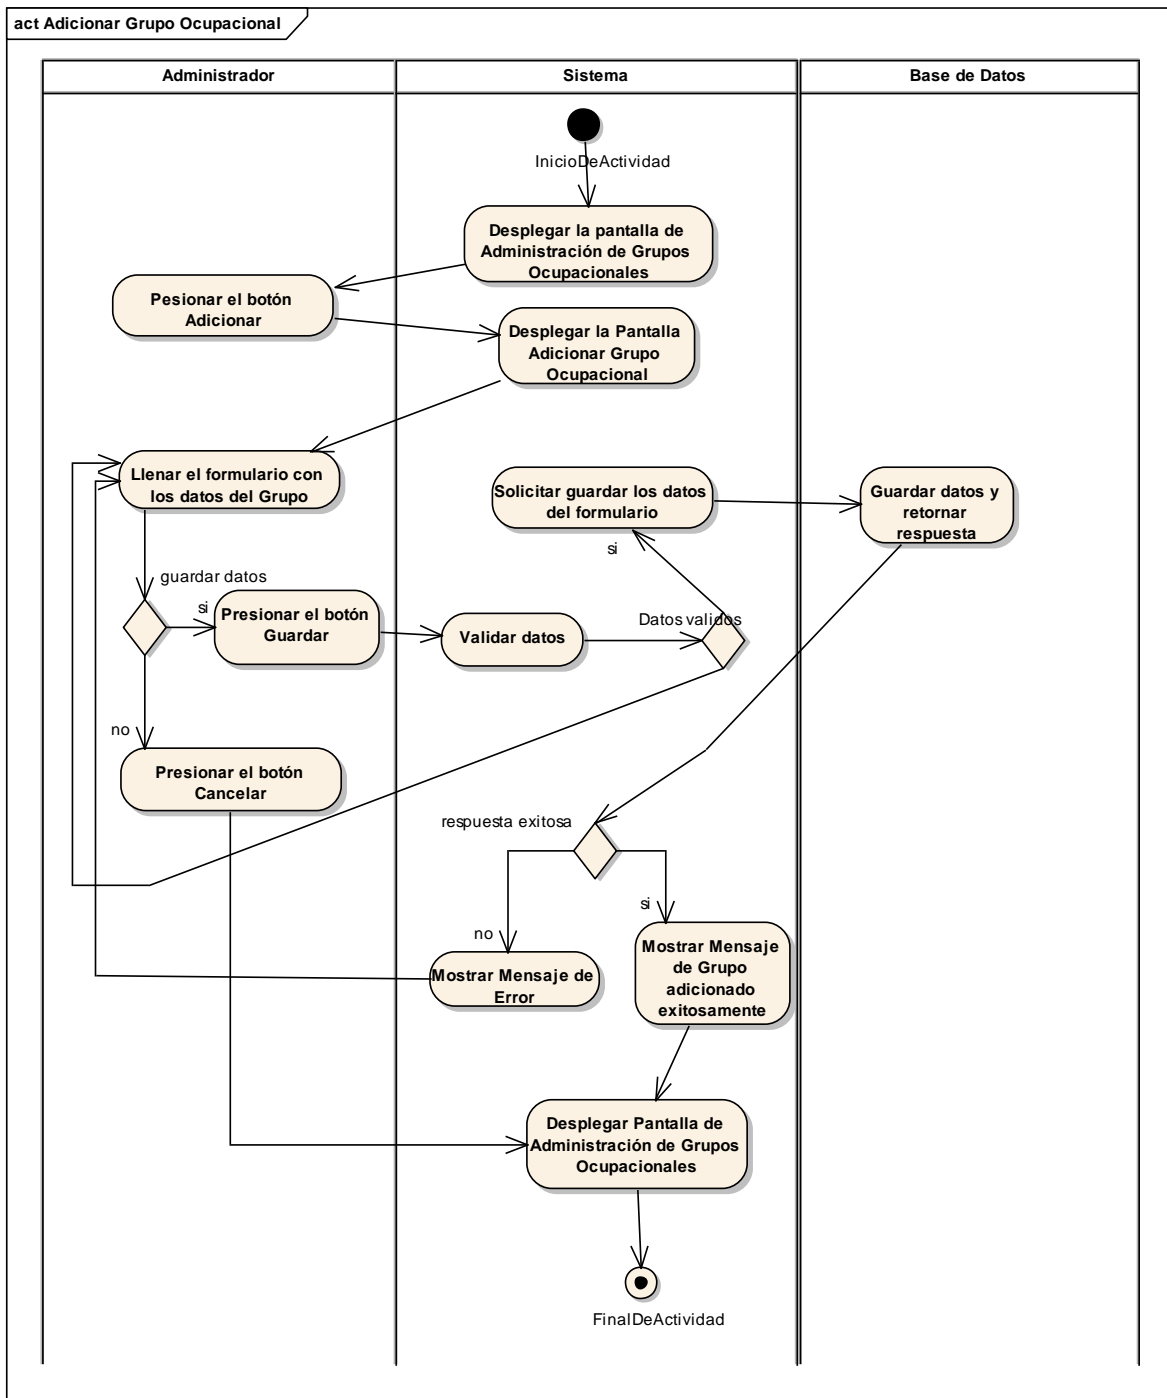 act Adicionar Grupo Ocupacional
Administrador
Sistema
Base de Datos
InicioDeActividad
Desplegar la pantalla de
Administración de Grupos
Ocupacionales
Pesionar el botón
Adicionar
Desplegar la Pantalla
Adicionar Grupo
Ocupacional
Llenar el formulario con
los datos del Grupo
Solicitar guardar los datos
del formulario
Guardar datos y
retornar
respuesta
si
guardar datos
si
Presionar el botón
Guardar
Validar datos
Datos validos
no
Presionar el botón
Cancelar
respuesta exitosa
si
no
Mostrar Mensaje de
Error
Mostrar Mensaje
de Grupo
adicionado
exitosamente
Desplegar Pantalla de
Administración de Grupos
Ocupacionales
FinalDeActividad